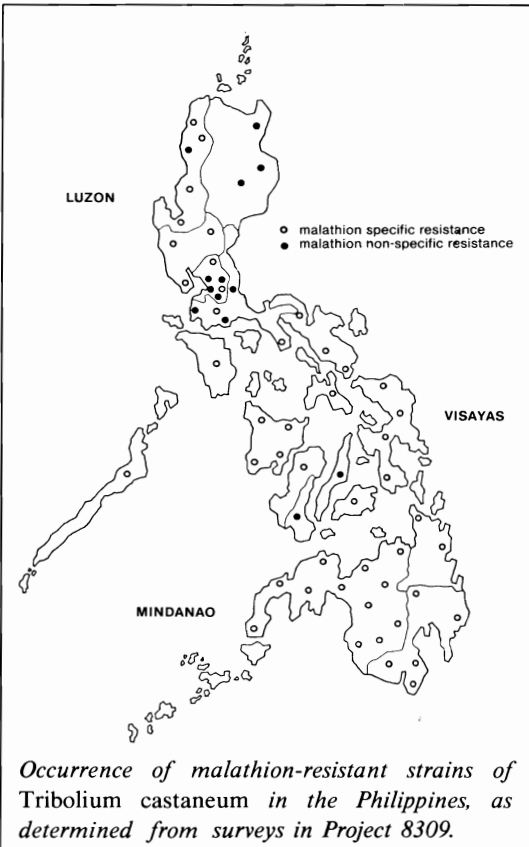 LUZON
malathion specific resistance
malathion non-specific resistance
VISAYAS
MINDANAO
Occurrence of malathion-resistant strains of
Tribolium castaneum in the Philippines, as
determined from surveys in Project 8309.